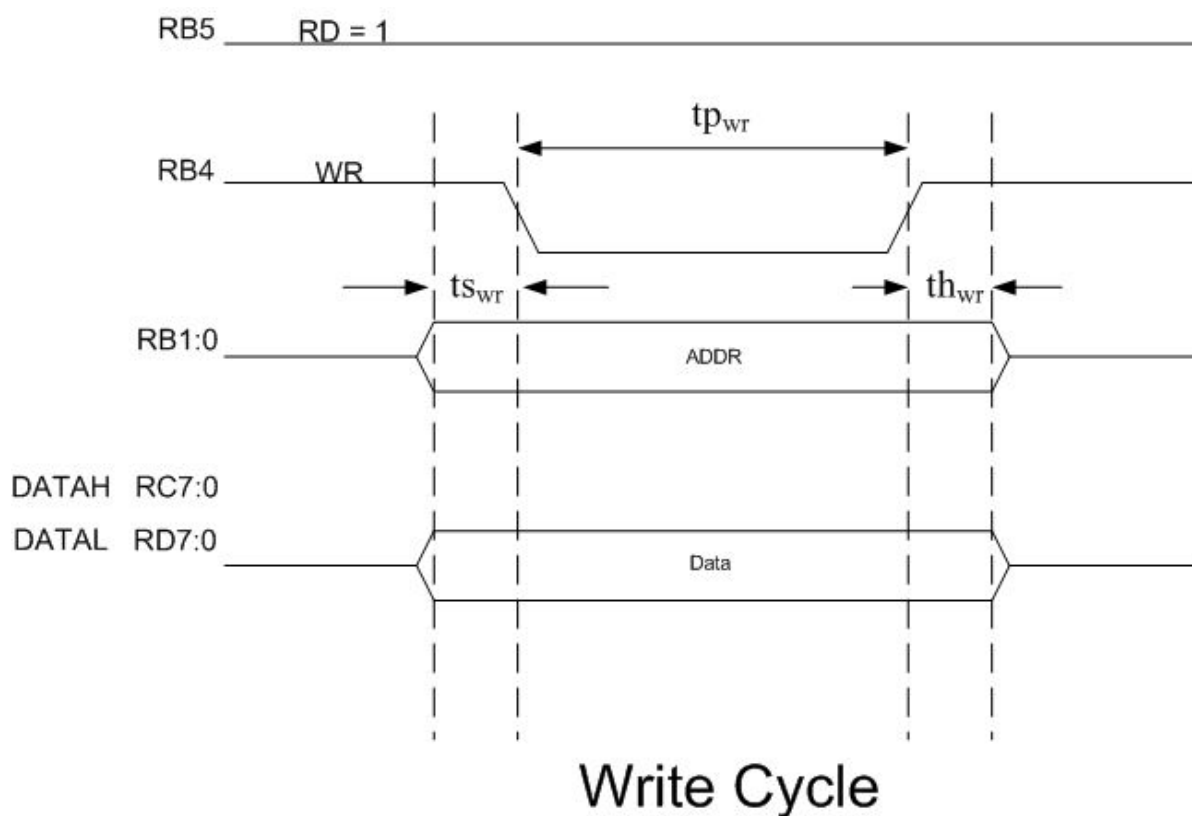 RB5 RD = 1
tp_wr
RB4 WR
ts_wr th_wr
RB1:0 ADDR
DATAH RC7:0
DATAL RD7:0
Data
Write Cycle